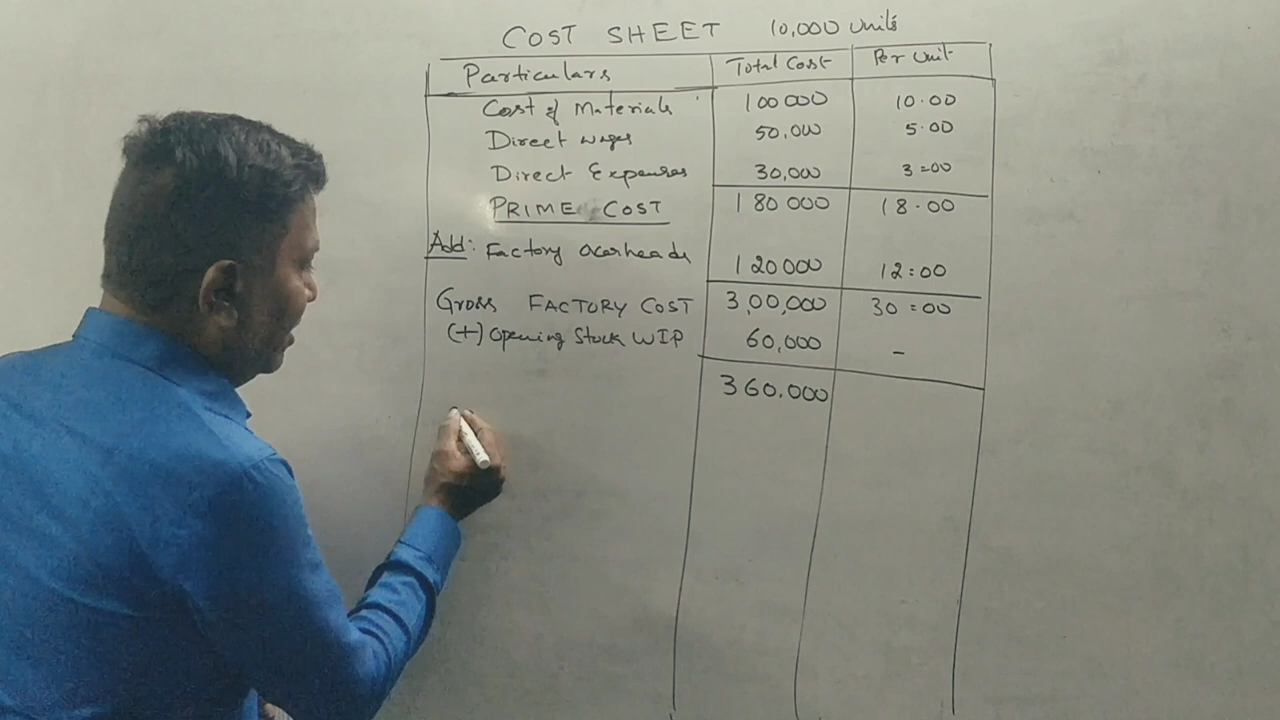 COST SHEET 10,000 Units
Particulars Total Cost Per Unit
Cost of Materials 100000 10.00
Direct wages 50,000 5.00
Direct Expenses 30,000 3=00
PRIME COST 180000 18.00
Add: Factory overheads 120000 12=00
Gross FACTORY COST 3,00,000 30=00
(+) Opening Stock WIP 60,000 –
360,000